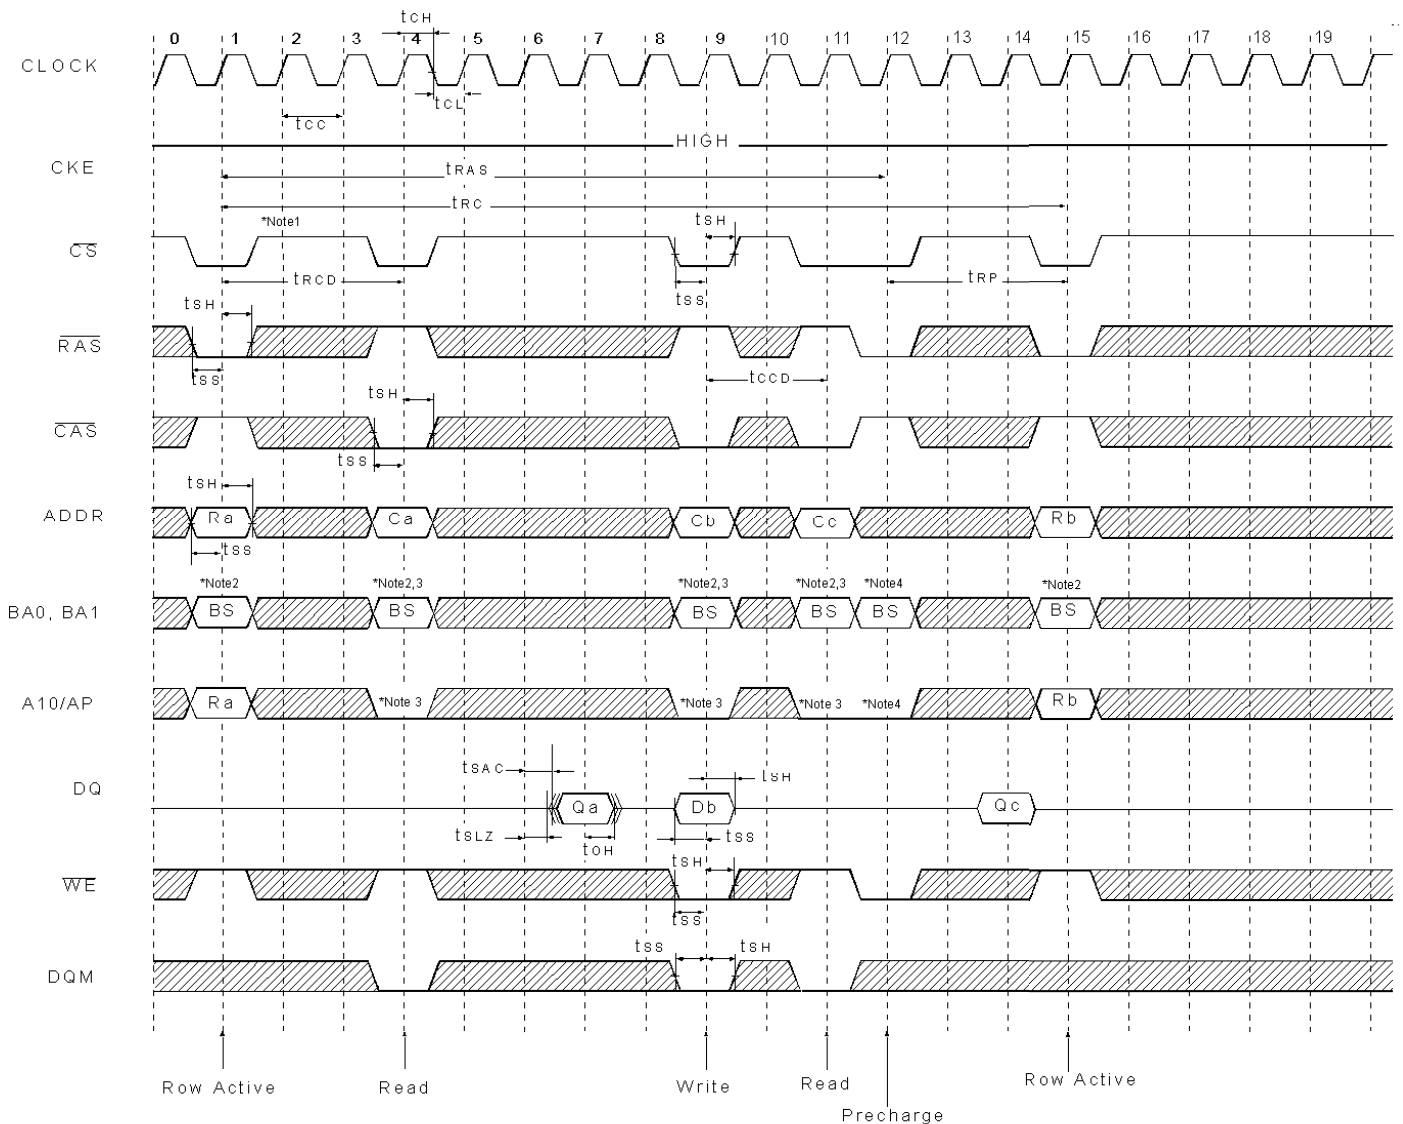 tCH
0 1 2 3 4 5 6 7 8 9 10 11 12 13 14 15 16 17 18 19
CLOCK
tCL
tCC
HIGH
CKE
tRAS
tRC
*Note1
tSH
CS
tRCD
tRP
tSS
tSH
RAS
tSS
tCCD
tSH
CAS
tSS
tSH
ADDR
Ra Ca Cb Cc Rb
tSS
*Note2 *Note2,3 *Note2,3 *Note2,3 *Note4 *Note2
BA0, BA1
BS BS BS BS BS BS
A10/AP
Ra *Note 3 *Note 3 *Note 3 *Note4 Rb
tSAC
tSH
DQ
Qa Db Qc
tSLZ
tOH
tSS
tSH
WE
tSS
tSS
tSH
DQM
Row Active Read Write Read Row Active
Precharge